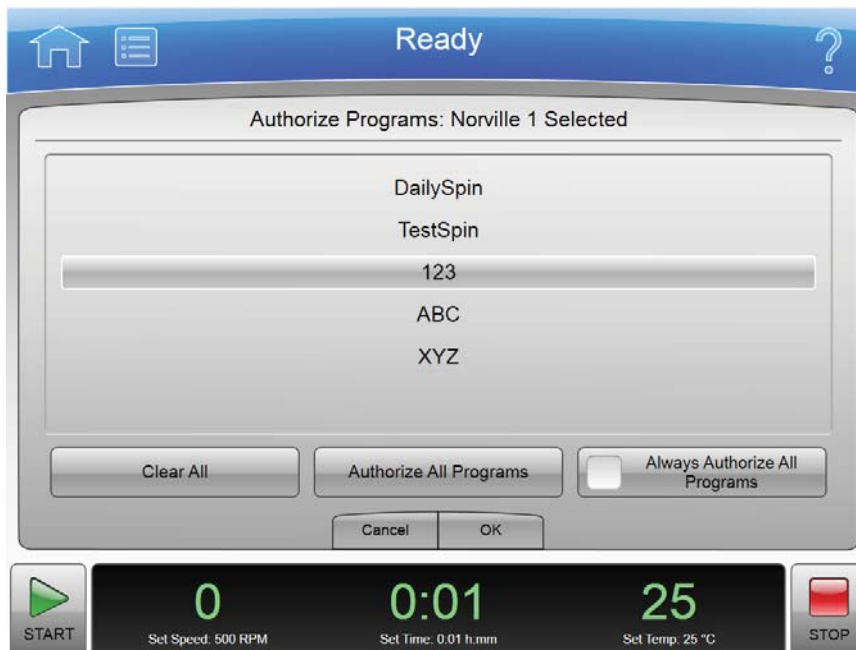 Ready
?
Authorize Programs: Norville 1 Selected
DailySpin
TestSpin
123
ABC
XYZ
Clear All
Authorize All Programs
Always Authorize All
Programs
Cancel
OK
START
0
0:01
25
Set Speed: 500 RPM
Set Time: 0:01 h:mm
Set Temp: 25 °C
STOP